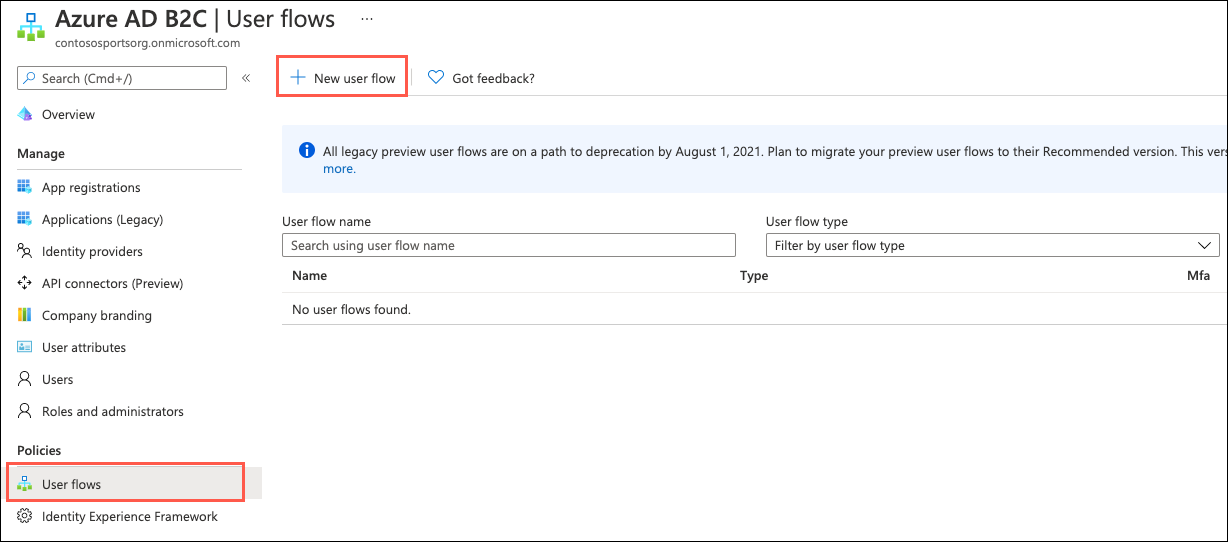 Azure AD B2C | User flows ...
contososportsorg.onmicrosoft.com
Search (Cmd+/)
«
New user flow
Got feedback?
Overview
All legacy preview user flows are on a path to deprecation by August 1, 2021. Plan to migrate your preview user flows to their Recommended version. This vers
more.
Manage
App registrations
Applications (Legacy)
Identity providers
API connectors (Preview)
Company branding
User attributes
Users
Roles and administrators
Policies
User flows
Identity Experience Framework
User flow name
Search using user flow name
User flow type
Filter by user flow type
Name Type Mfa
No user flows found.